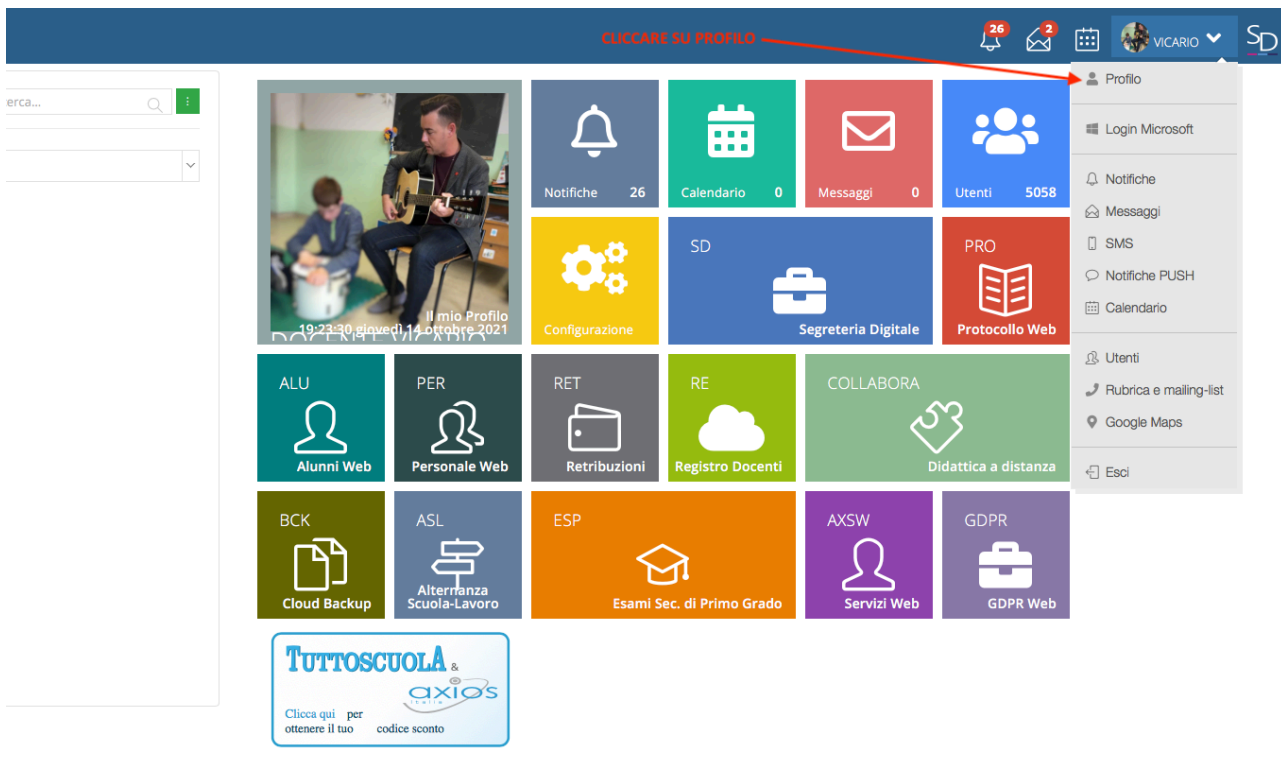 CLICCARE SU PROFILO
26
2
VICARIO
SD
erca...
Profilo
Login Microsoft
Notifiche
Messaggi
SMS
Notifiche PUSH
Calendario
Utenti
Rubrica e mailing-list
Google Maps
Esci
Il mio Profilo
19:23:30 giovedì 14 ottobre 2021
DOCENTE VICARIO
Notifiche 26
Calendario 0
Messaggi 0
Utenti 5058
Configurazione
SD
Segreteria Digitale
PRO
Protocollo Web
ALU
Alunni Web
PER
Personale Web
RET
Retribuzioni
RE
Registro Docenti
COLLABORA
Didattica a distanza
BCK
Cloud Backup
ASL
Alternanza
Scuola-Lavoro
ESP
Esami Sec. di Primo Grado
AXSW
Servizi Web
GDPR
GDPR Web
TUTTOSCUOLA &
axios
italia
Clicca qui per
ottenere il tuo codice sconto